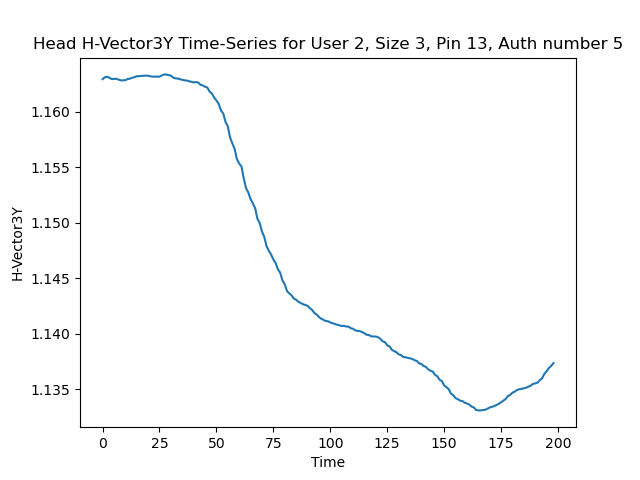 Head H-Vector3Y Time-Series for User 2, Size 3, Pin 13, Auth number 5
1.160
1.155
1.150
1.145
1.140
1.135
H-Vector3Y
0 25 50 75 100 125 150 175 200
Time